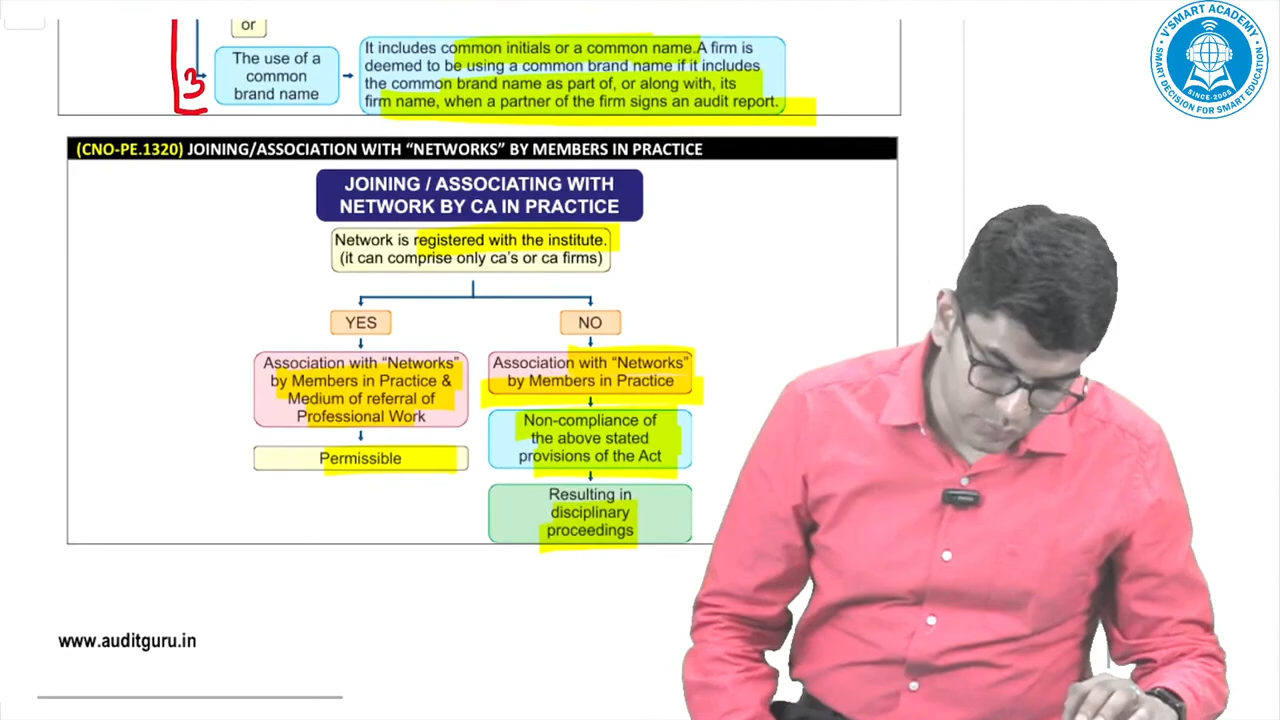 or
3
The use of a
common
brand name
It includes common initials or a common name.A firm is
deemed to be using a common brand name if it includes
the common brand name as part of, or along with, its
firm name, when a partner of the firm signs an audit report.
V'SMART ACADEMY
SMART DECISION FOR SMART EDUCATION
SINCE-2005
(CNO-PE.1320) JOINING/ASSOCIATION WITH “NETWORKS” BY MEMBERS IN PRACTICE
JOINING / ASSOCIATING WITH
NETWORK BY CA IN PRACTICE
Network is registered with the institute.
(it can comprise only ca's or ca firms)
YES
NO
Association with “Networks”
by Members in Practice &
Medium of referral of
Professional Work
Permissible
Association with “Networks”
by Members in Practice
Non-compliance of
the above stated
provisions of the Act
Resulting in
disciplinary
proceedings
www.auditguru.in